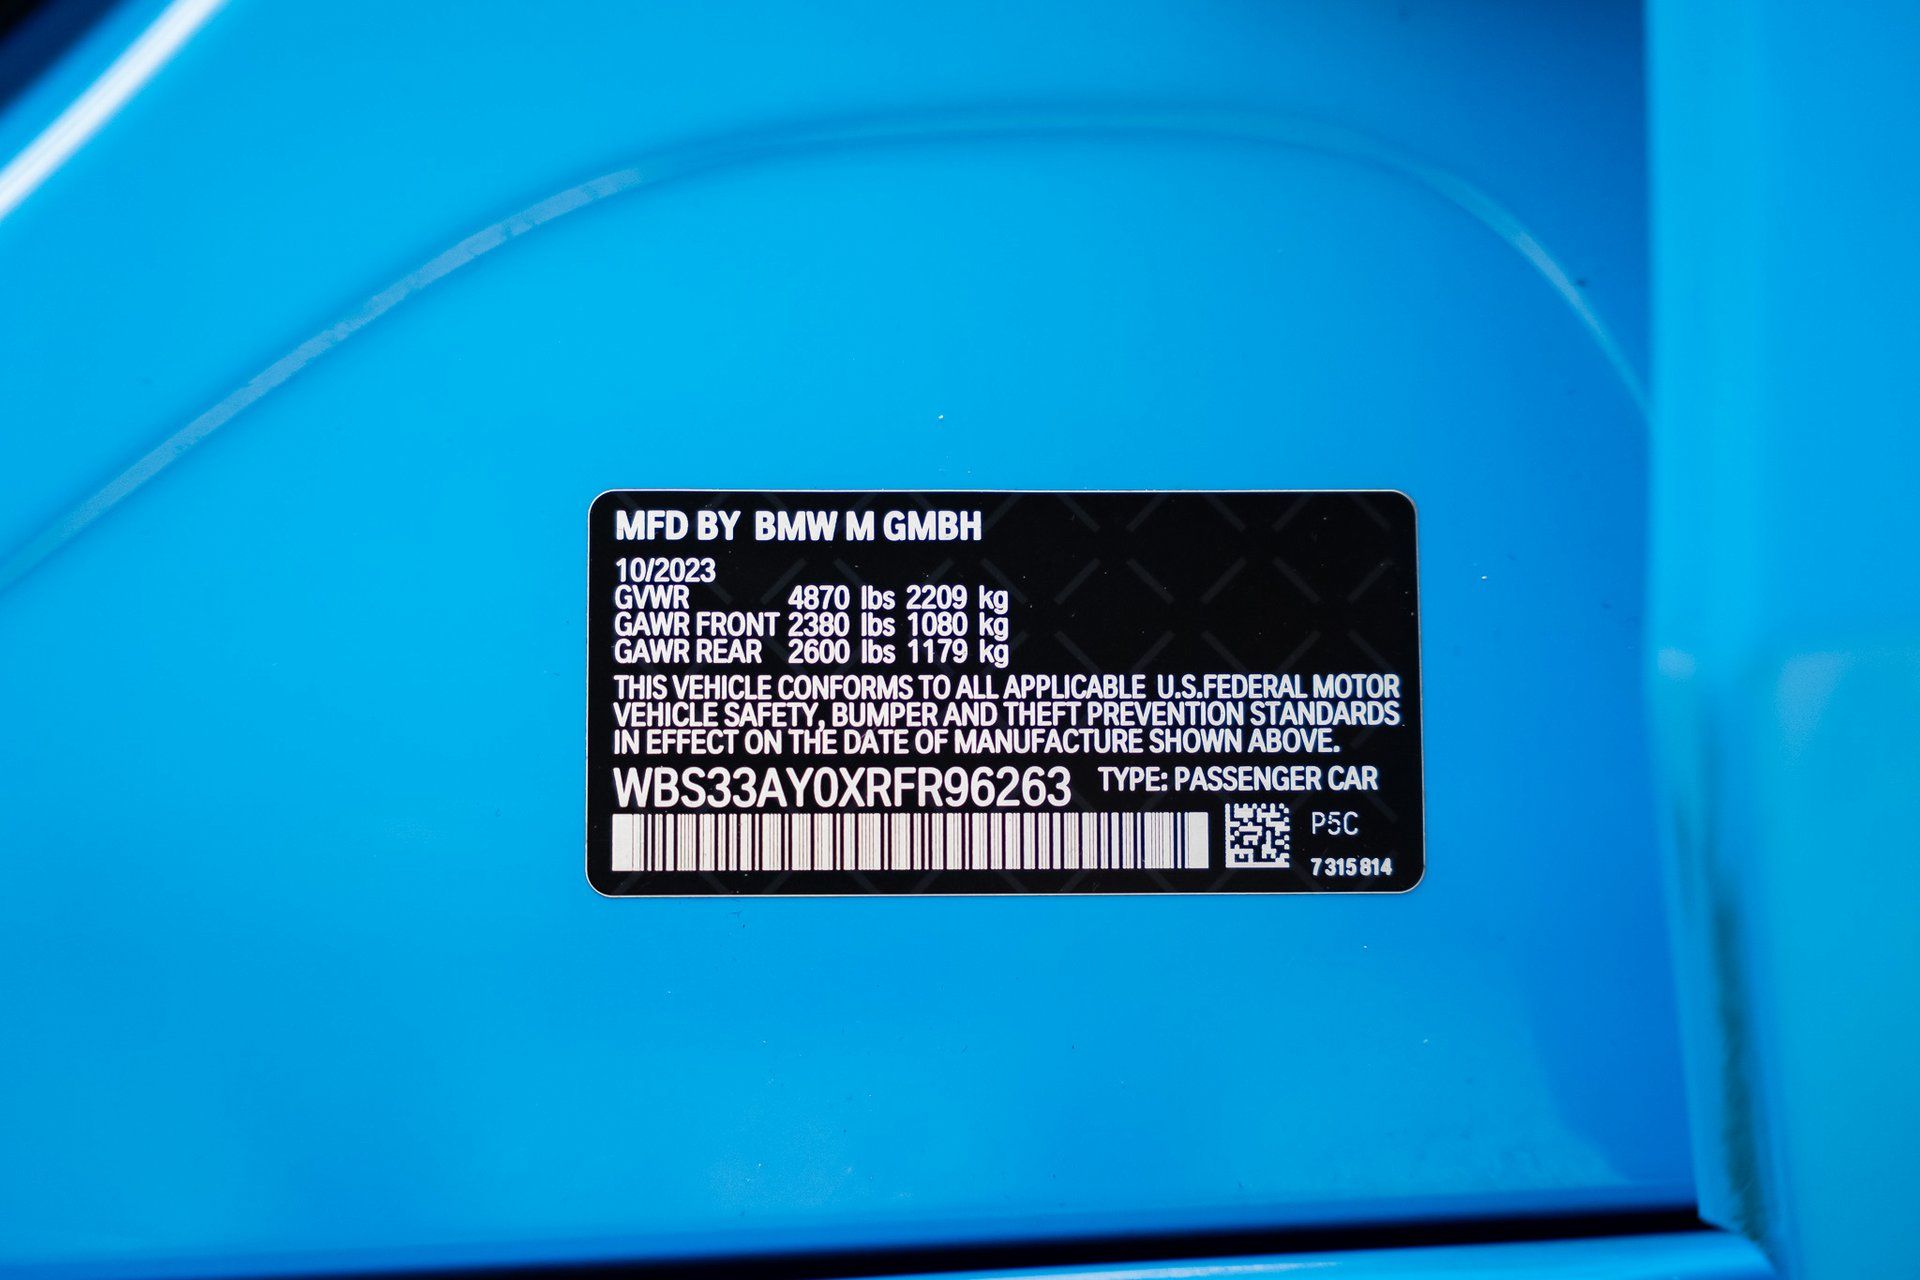 MFD BY BMW M GMBH
10/2023
GVWR 4870 lbs 2209 kg
GAWR FRONT 2380 lbs 1080 kg
GAWR REAR 2600 lbs 1179 kg
THIS VEHICLE CONFORMS TO ALL APPLICABLE U.S.FEDERAL MOTOR
VEHICLE SAFETY, BUMPER AND THEFT PREVENTION STANDARDS
IN EFFECT ON THE DATE OF MANUFACTURE SHOWN ABOVE.
WBS33AY0XRFR96263 TYPE: PASSENGER CAR
P5C
7 315 814